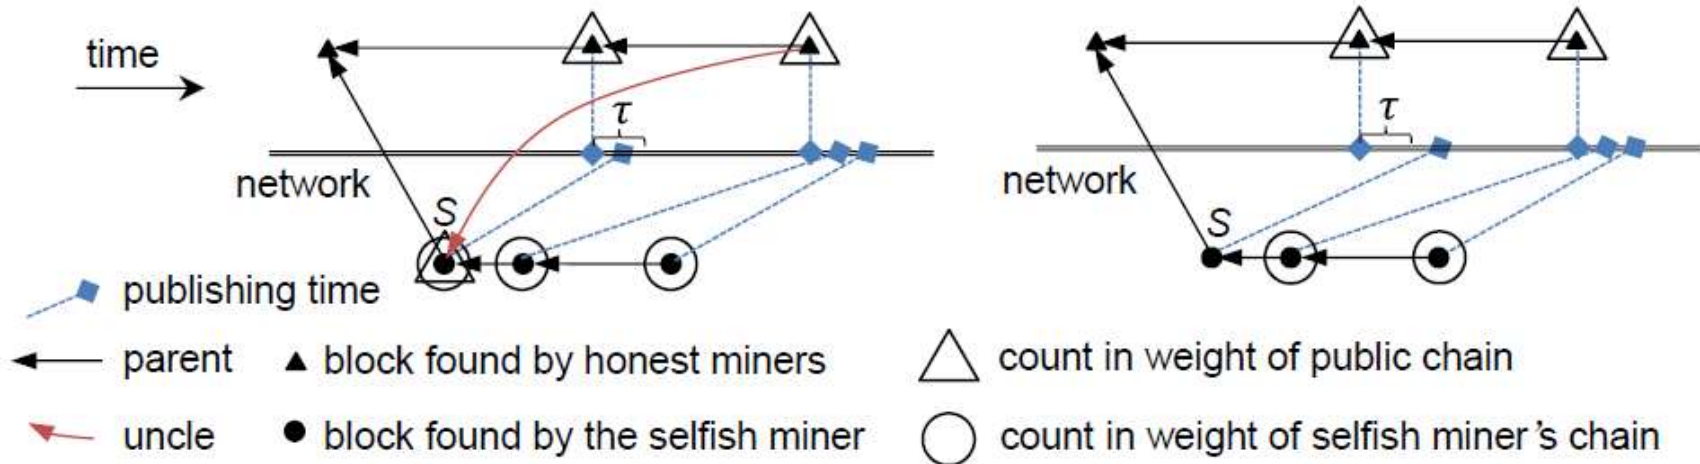 time
τ
τ
network
network
S
S
publishing time
parent
block found by honest miners
count in weight of public chain
uncle
block found by the selfish miner
count in weight of selfish miner's chain